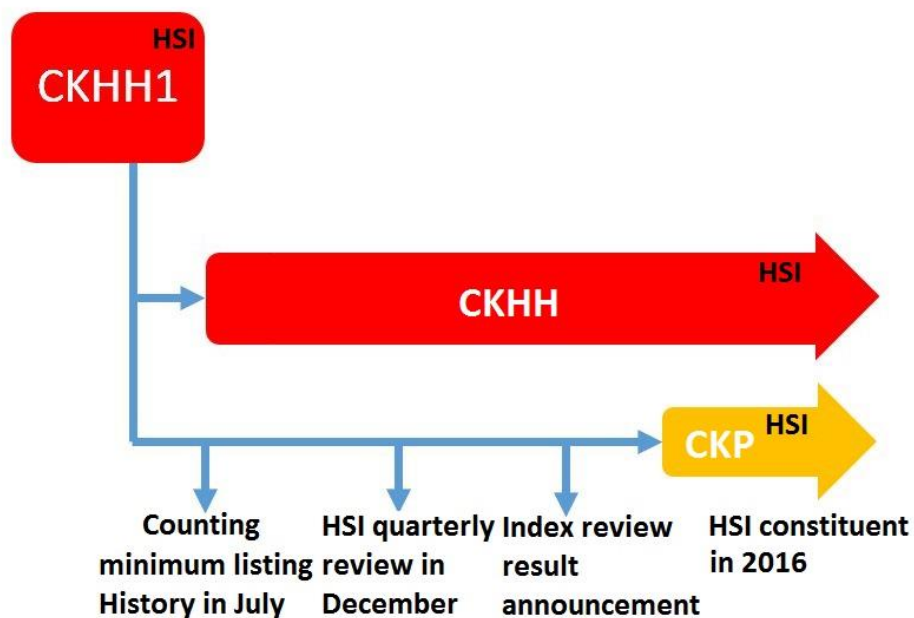 HSI
CKHH1
HSI
CKHH
HSI
CKP
Counting
minimum listing
History in July
HSI quarterly
review in
December
Index review
result
announcement
HSI constituent
in 2016